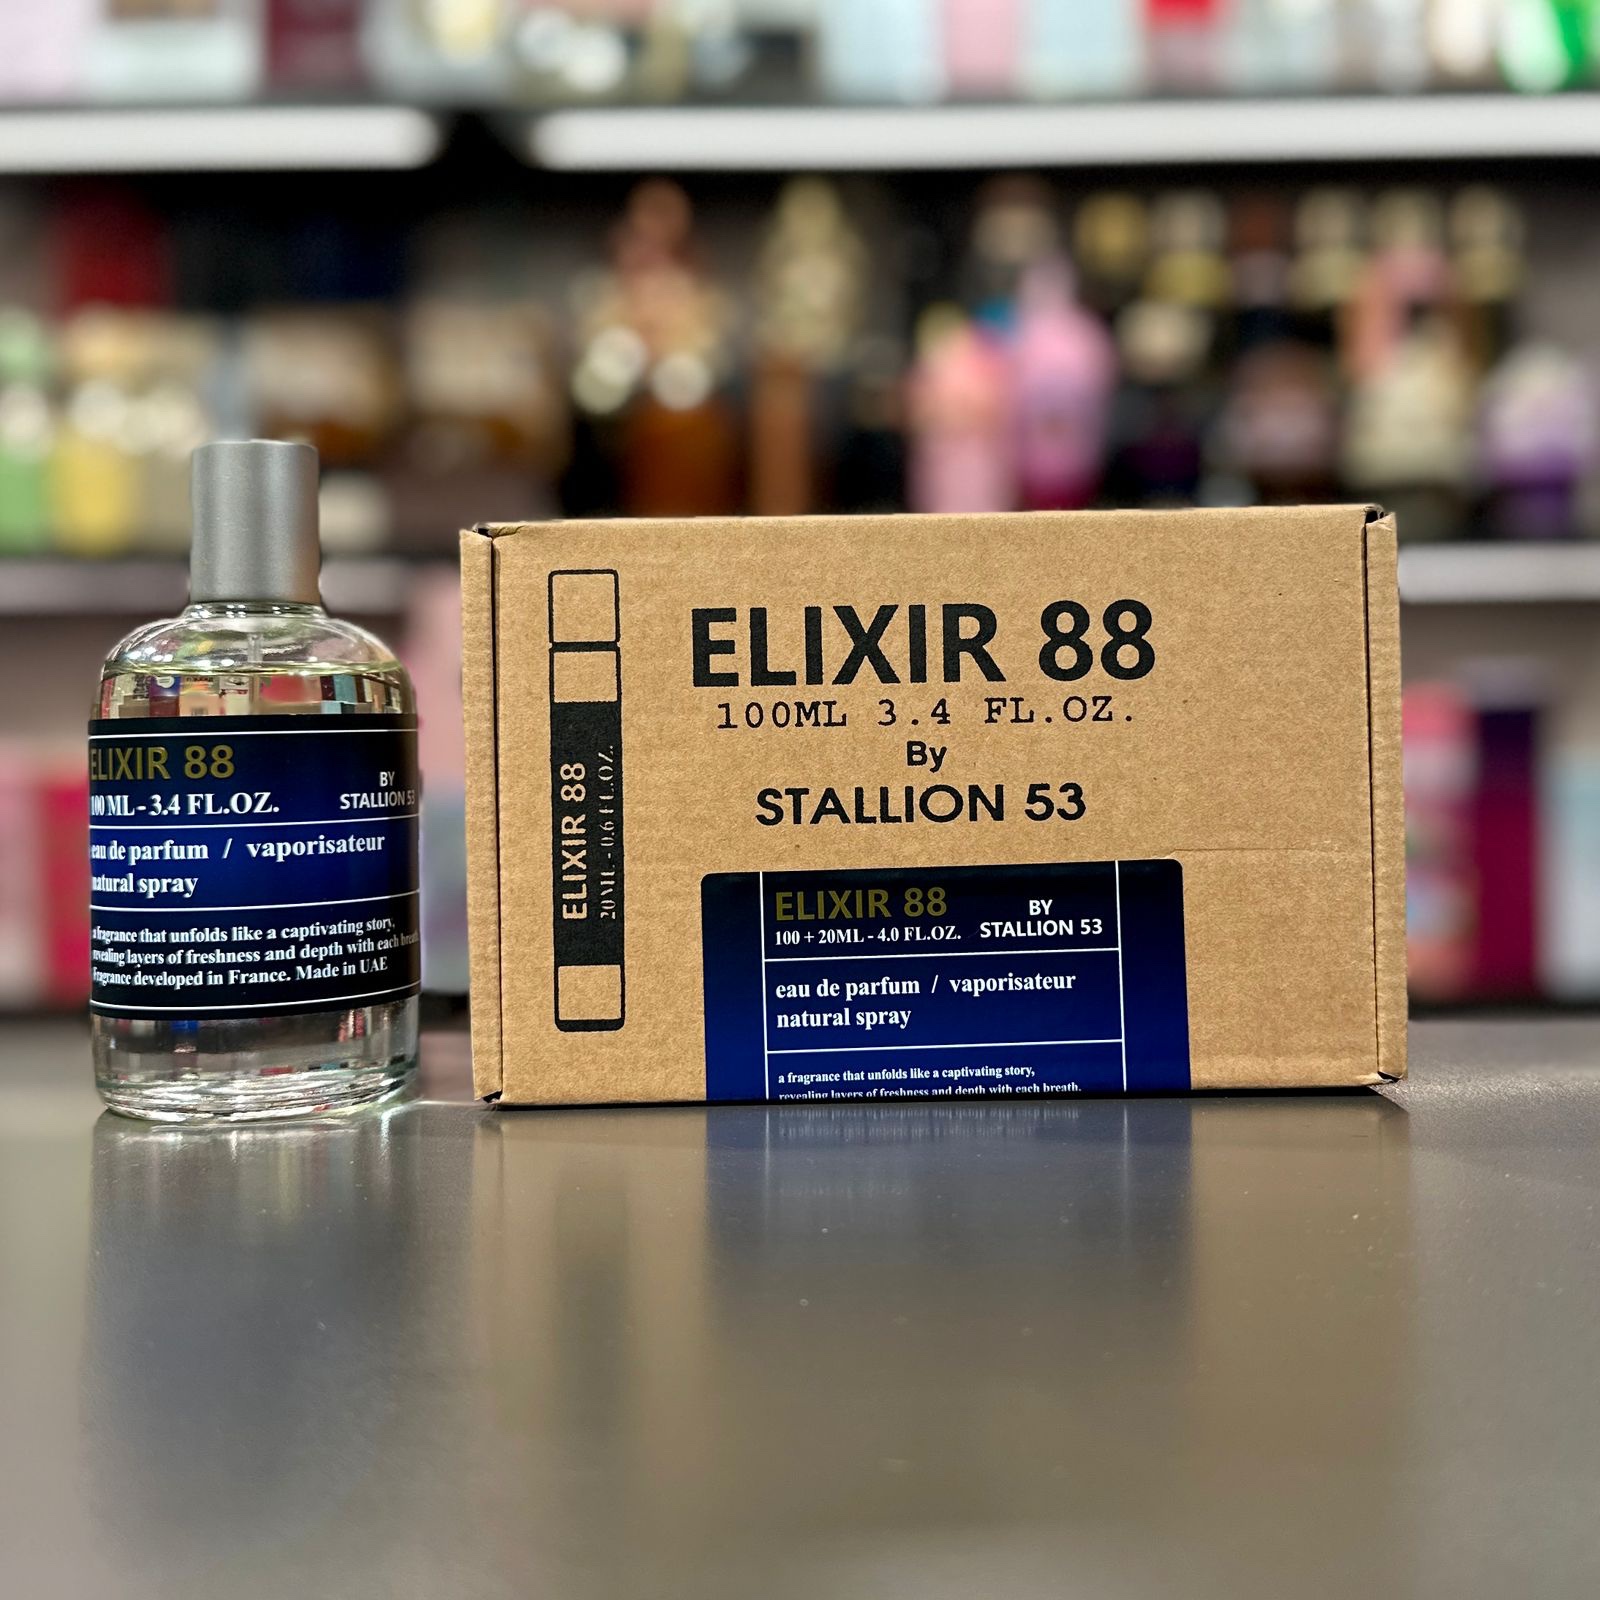 ELIXIR 88
100 ML - 3.4 FL.OZ.
BY
STALLION 53
eau de parfum / vaporisateur
natural spray
a fragrance that unfolds like a captivating story,
revealing layers of freshness and depth with each breath.
Fragrance developed in France. Made in UAE
ELIXIR 88
20 ML - 0.6 FL.OZ.
ELIXIR 88
100ML 3.4 FL.OZ.
By
STALLION 53
ELIXIR 88
100 + 20ML - 4.0 FL.OZ.
BY
STALLION 53
eau de parfum / vaporisateur
natural spray
a fragrance that unfolds like a captivating story,
revealing layers of freshness and depth with each breath.